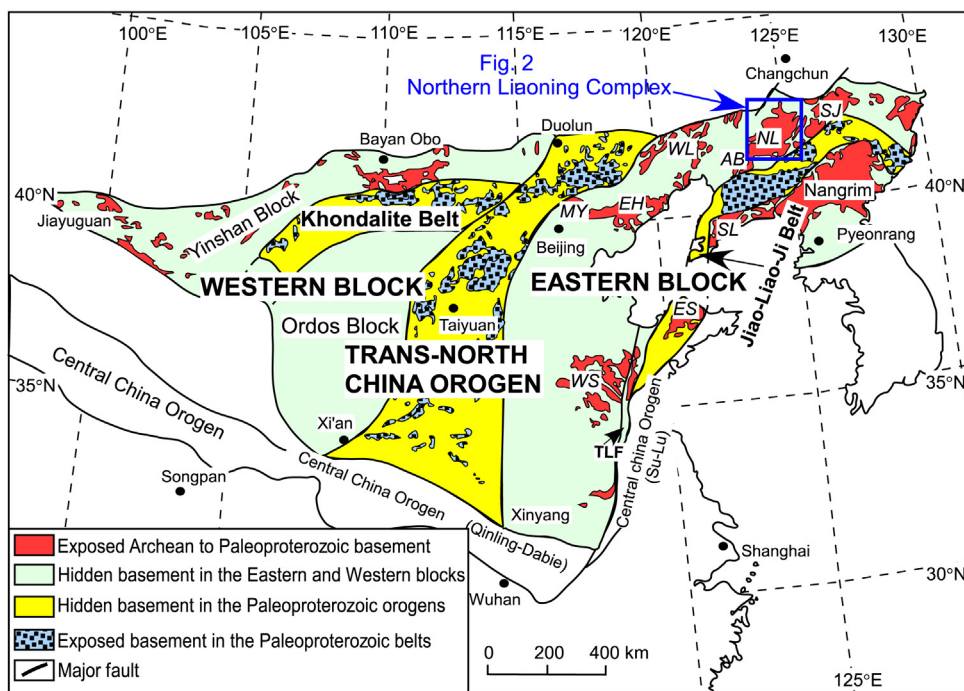 100°E
105°E
110°E
115°E
120°E
125°E
130°E
Fig. 2
Northern Liaoning Complex
Changchun
SJ
Duolun
Bayan Obo
WL
NL
AB
40°N
40°N
Jiayuguan
Yinshan Block
Khondalite Belt
MY
EH
Nangrim
Beijing
SL
Pyeonrang
WESTERN BLOCK
EASTERN BLOCK
Jiao-Liao-Ji Belt
Ordos Block
Taiyuan
ES
TRANS-NORTH
CHINA OROGEN
35°N
WS
35°N
Central China Orogen
Xi'an
TLF
Central china Orogen
(Su-Lu)
Songpan
Central China Orogen
(Qinling-Dabie)
Xinyang
Wuhan
Shanghai
30°N
125°E
Exposed Archean to Paleoproterozoic basement
Hidden basement in the Eastern and Western blocks
Hidden basement in the Paleoproterozoic orogens
Exposed basement in the Paleoproterozoic belts
Major fault
0 200 400 km